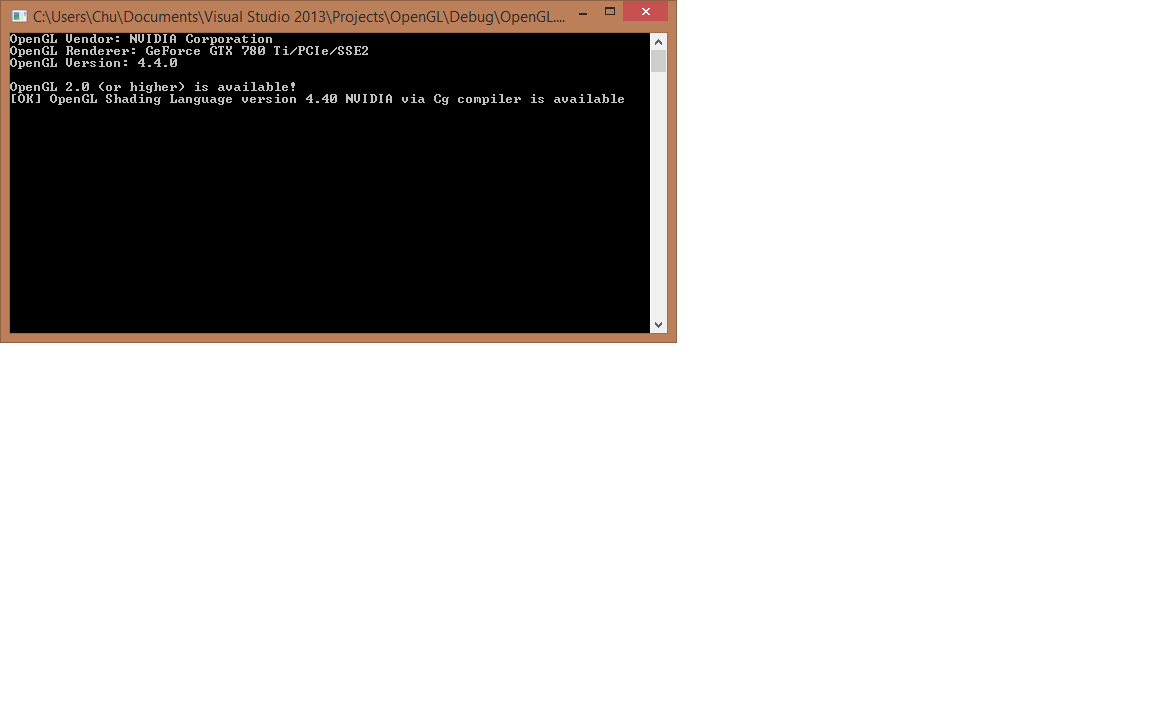 C:\Users\Chu\Documents\Visual Studio 2013\Projects\OpenGL\Debug\OpenGL....
OpenGL Vendor: NVIDIA Corporation
OpenGL Renderer: GeForce GTX 780 Ti/PCIe/SSE2
OpenGL Version: 4.4.0
OpenGL 2.0 (or higher) is available!
[OK] OpenGL Shading Language version 4.40 NVIDIA via Cg compiler is available